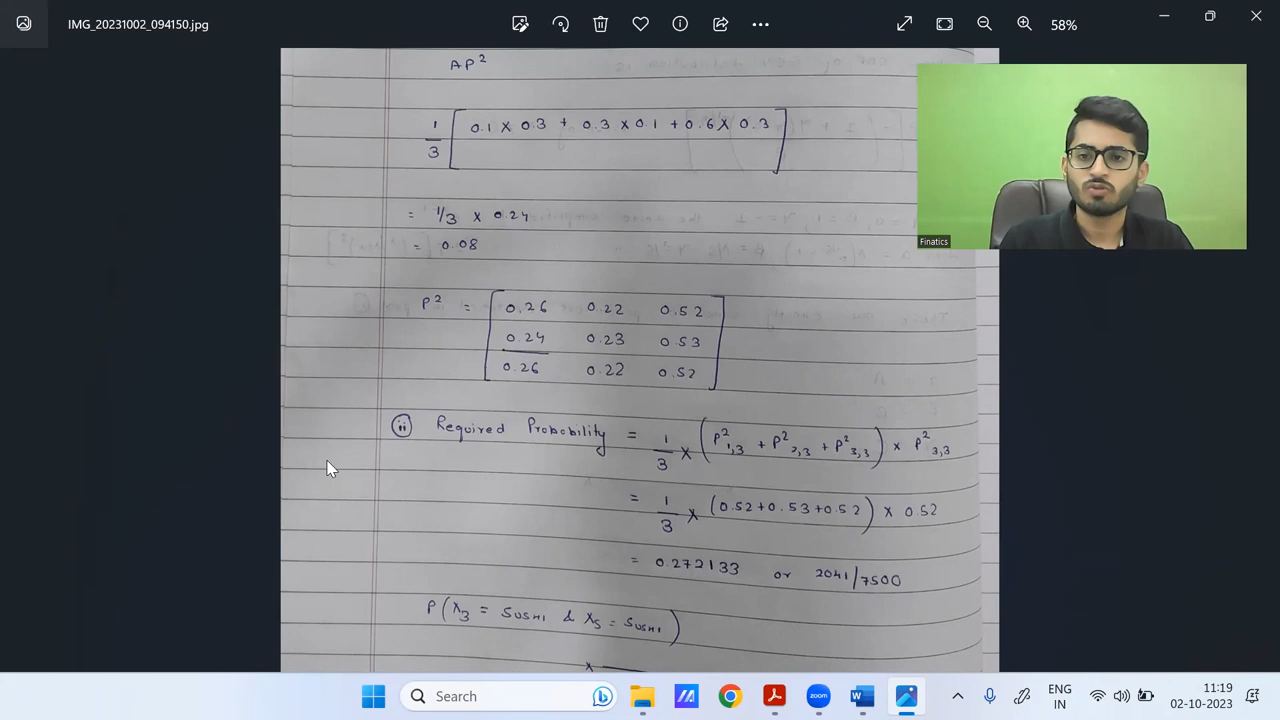 IMG_20231002_094150.jpg
58%
AP²
1/3 [ 0.1 × 0.3 + 0.3 × 0.1 + 0.6 × 0.3 ]
= 1/3 × 0.24
= 0.08
P² = [ 0.26 0.22 0.52
0.24 0.23 0.53
0.26 0.22 0.52 ]
(ii) Required Probability = 1/3 × (P²1,3 + P²2,3 + P²3,3) × P²3,3
= 1/3 × (0.52+0.53+0.52) × 0.52
= 0.272133 or 2041/7500
P(X3 = SUSHI & X5 = SUSHI)
Finatics
Search
ENG
IN
11:19
02-10-2023